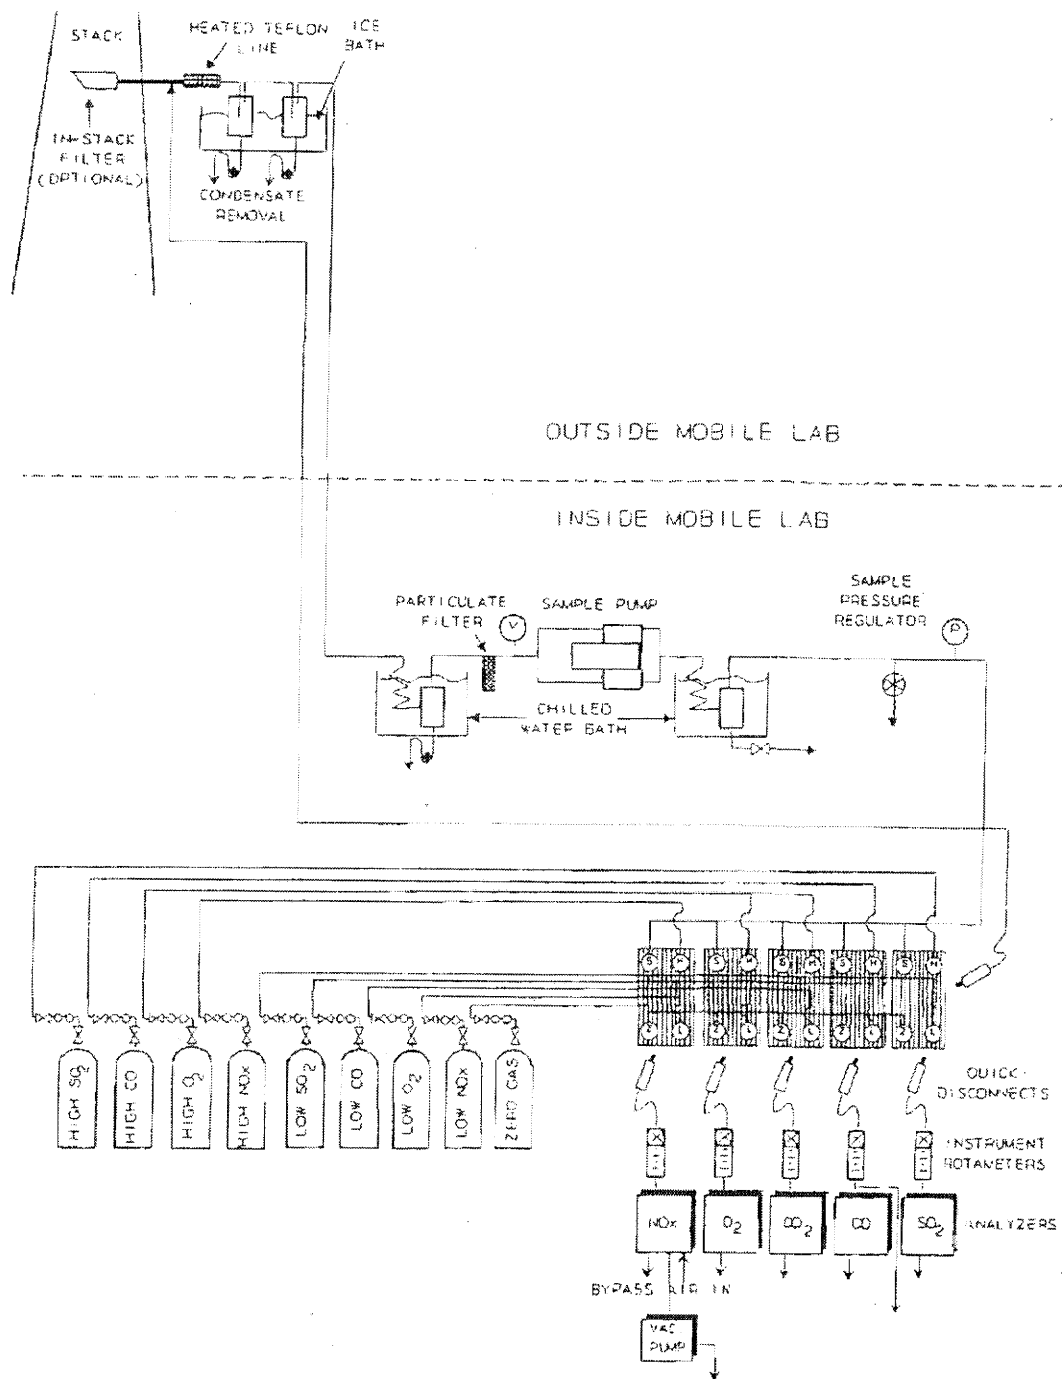 STACK
HEATED TEFLON
LINE
ICE
BATH
IN-STACK
FILTER
(OPTIONAL)
CONDENSATE
REMOVAL
OUTSIDE MOBILE LAB
INSIDE MOBILE LAB
PARTICULATE
FILTER
V
SAMPLE PUMP
SAMPLE
PRESSURE
REGULATOR
P
CHILLED
WATER BATH
S H S H S H S H S H
Z L Z L Z L Z L Z L
HIGH SO2
HIGH CO
HIGH O2
HIGH NOx
LOW SO2
LOW CO
LOW O2
LOW NOx
ZERO GAS
QUICK-
DISCONNECTS
INSTRUMENT
ROTAMETERS
NOx
O2
CO2
CO
SO2
ANALYZERS
BYPASS AIR IN
VAC
PUMP